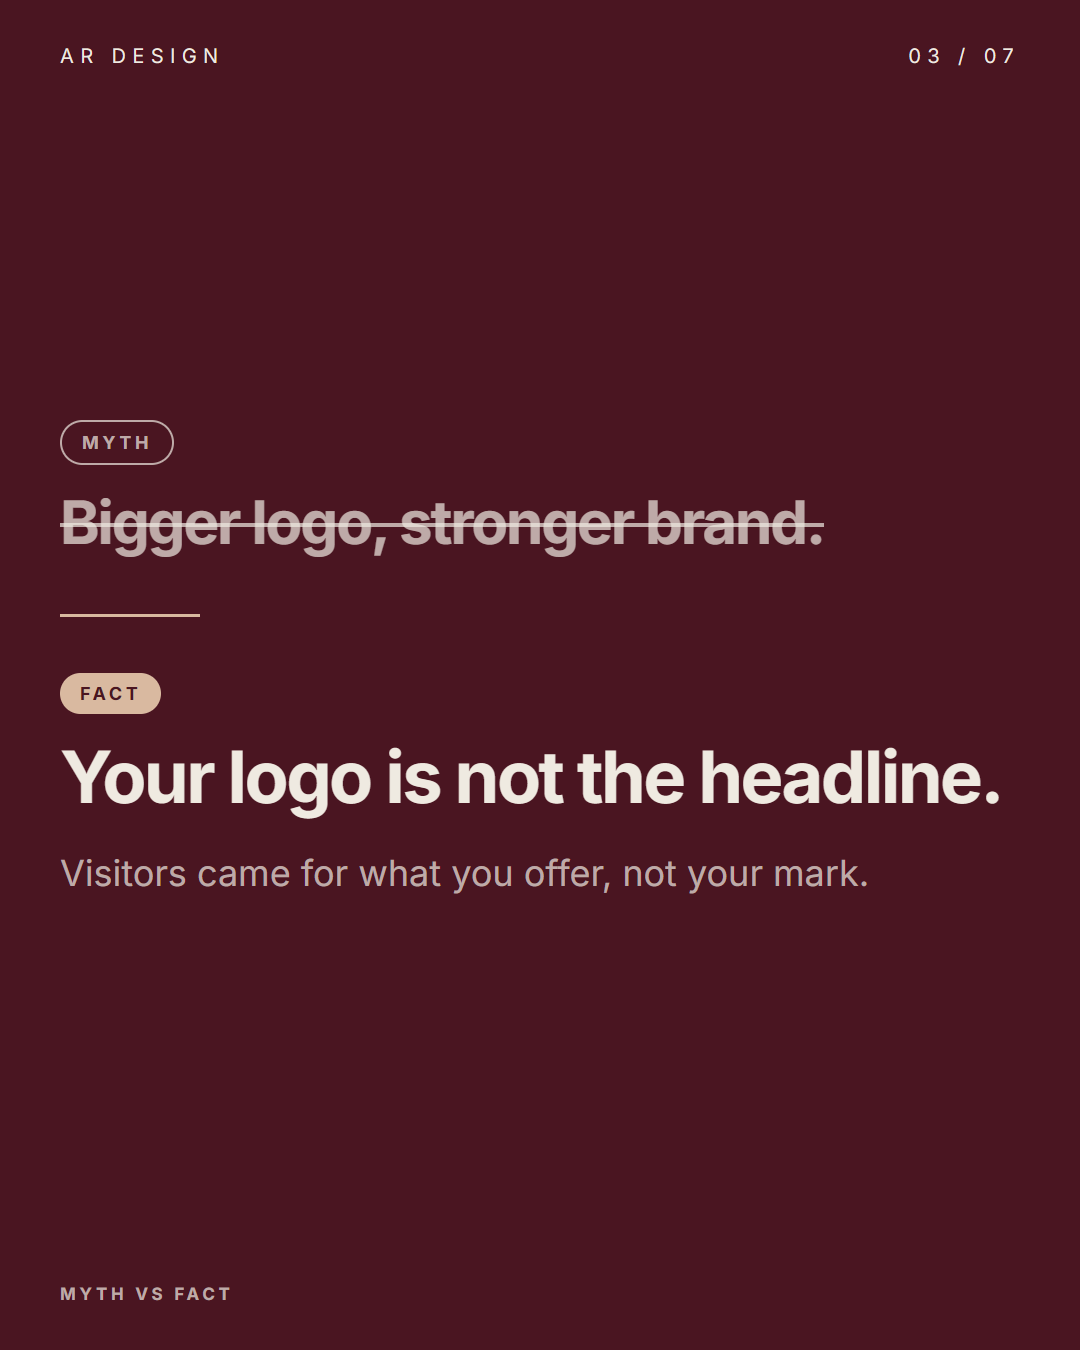 AR DESIGN
03 / 07
MYTH
Bigger logo, stronger brand.
FACT
Your logo is not the headline.
Visitors came for what you offer, not your mark.
MYTH VS FACT